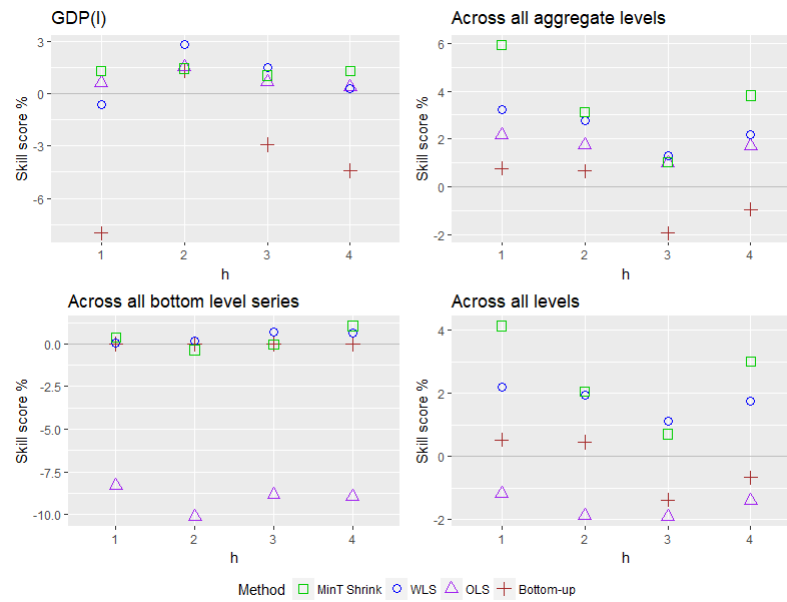 GDP(I)
Skill score %
3
0
-3
-6
1 2 3 4
h
Across all aggregate levels
Skill score %
6
4
2
0
-2
1 2 3 4
h
Across all bottom level series
Skill score %
0.0
-2.5
-5.0
-7.5
-10.0
1 2 3 4
h
Across all levels
Skill score %
4
2
0
-2
1 2 3 4
h
Method MinT Shrink WLS OLS Bottom-up